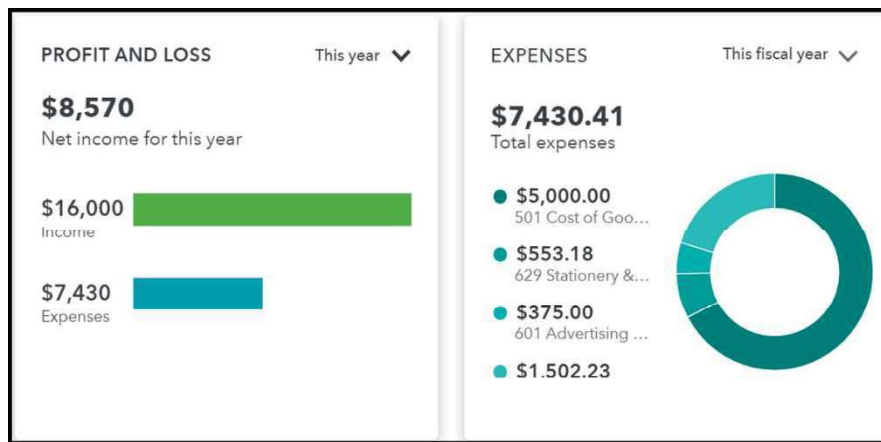 PROFIT AND LOSS
This year
$8,570
Net income for this year
$16,000
Income
$7,430
Expenses
EXPENSES
This fiscal year
$7,430.41
Total expenses
$5,000.00
501 Cost of Goo...
$553.18
629 Stationery &...
$375.00
601 Advertising ...
$1,502.23